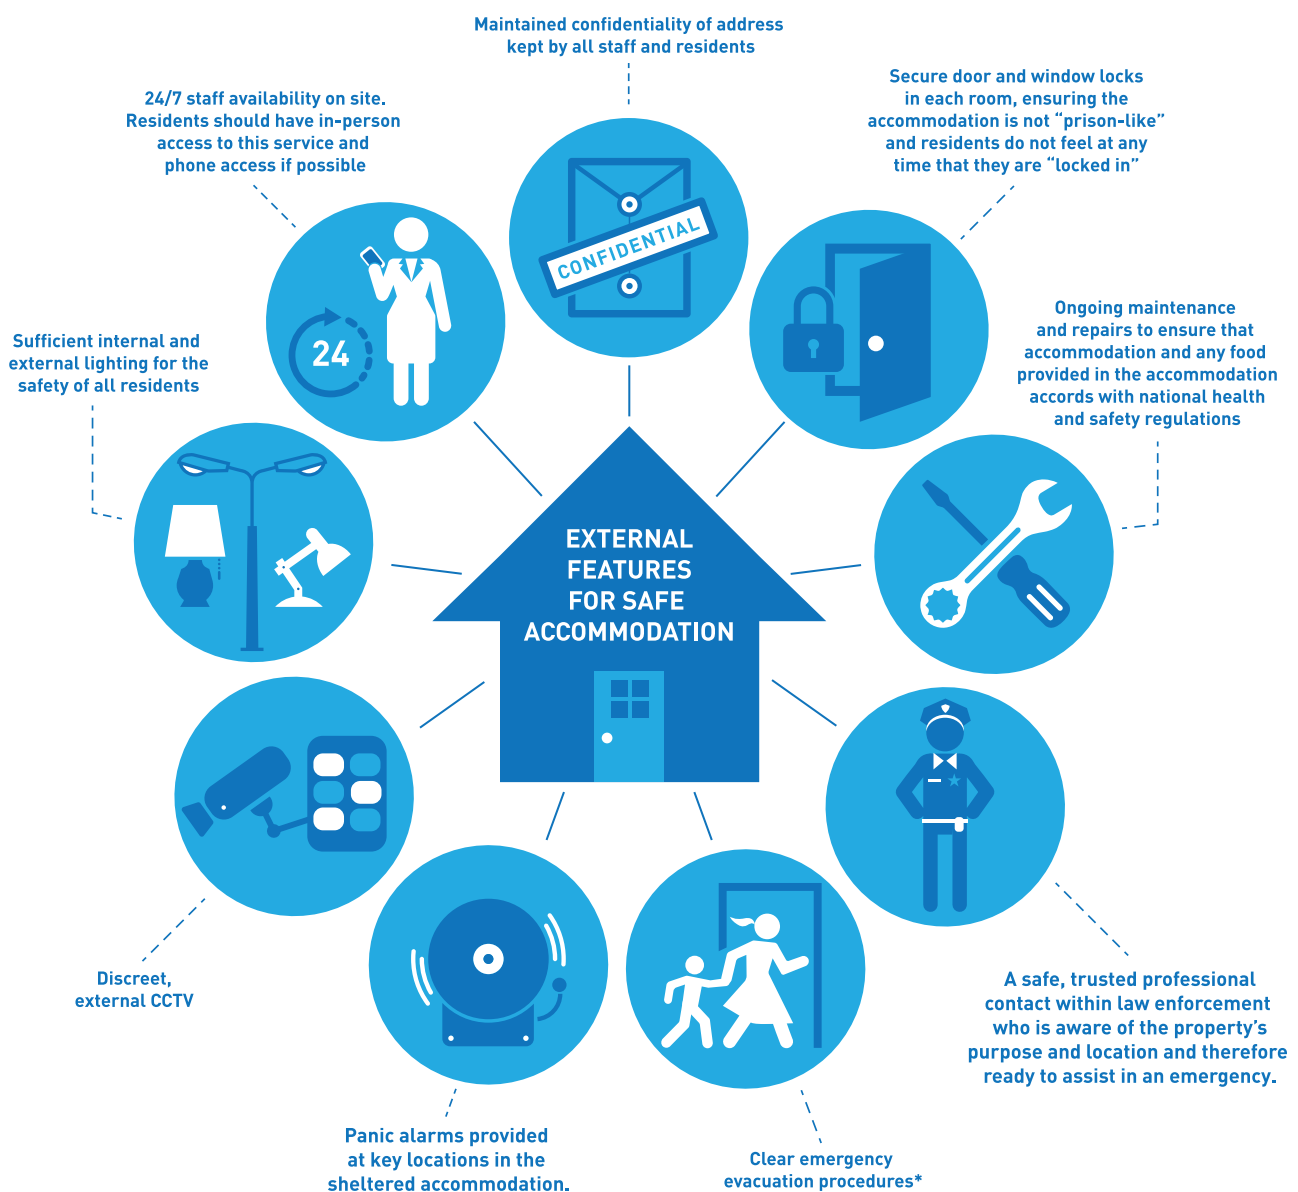 Maintained confidentiality of address
kept by all staff and residents
Secure door and window locks
in each room, ensuring the
accommodation is not “prison-like”
and residents do not feel at any
time that they are “locked in”
24/7 staff availability on site.
Residents should have in-person
access to this service and
phone access if possible
CONFIDENTIAL
24
Sufficient internal and
external lighting for the
safety of all residents
Ongoing maintenance
and repairs to ensure that
accommodation and any food
provided in the accommodation
accords with national health
and safety regulations
EXTERNAL
FEATURES
FOR SAFE
ACCOMMODATION
Discreet,
external CCTV
A safe, trusted professional
contact within law enforcement
who is aware of the property’s
purpose and location and therefore
ready to assist in an emergency.
Panic alarms provided
at key locations in the
sheltered accommodation.
Clear emergency
evacuation procedures*